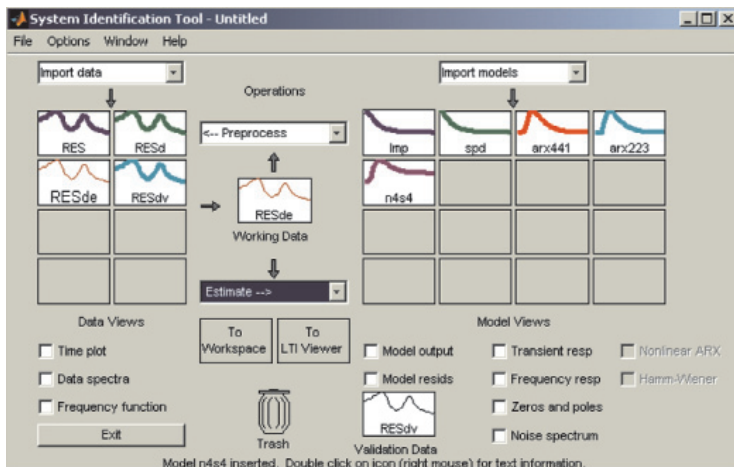 System Identification Tool - Untitled
File Options Window Help
Import data
Operations
Import models
RES
RESd
<-- Preprocess
Imp
spd
arx441
arx223
RESde
RESdv
RESde
n4s4
Working Data
Estimate -->
Data Views
To Workspace
To LTI Viewer
Model Views
Time plot
Model output
Transient resp
Nonlinear ARX
Data spectra
Model resids
Frequency resp
Hamm-Wiener
Frequency function
Zeros and poles
Exit
Trash
RESdv
Validation Data
Noise spectrum
Model n4s4 inserted. Double click on icon (right mouse) for text information.